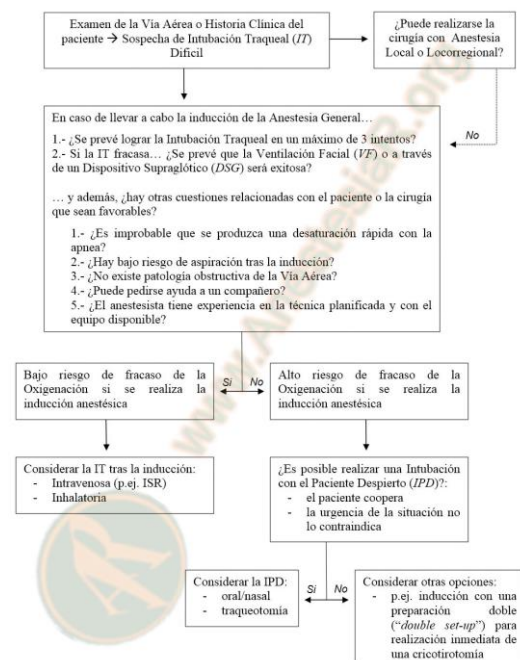 Examen de la Vía Aérea o Historia Clínica del
paciente → Sospecha de Intubación Traqueal (IT)
Difícil
¿Puede realizarse la
cirugía con Anestesia
Local o Locorregional?
No
En caso de llevar a cabo la inducción de la Anestesia General…
1.- ¿Se prevé lograr la Intubación Traqueal en un máximo de 3 intentos?
2.- Si la IT fracasa… ¿Se prevé que la Ventilación Facial (VF) o a través
de un Dispositivo Supraglótico (DSG) será exitosa?
… y además, ¿hay otras cuestiones relacionadas con el paciente o la cirugía
que sean favorables?
1.- ¿Es improbable que se produzca una desaturación rápida con la
apnea?
2.- ¿Hay bajo riesgo de aspiración tras la inducción?
3.- ¿No existe patología obstructiva de la Vía Aérea?
4.- ¿Puede pedirse ayuda a un compañero?
5.- ¿El anestesista tiene experiencia en la técnica planificada y con el
equipo disponible?
Bajo riesgo de fracaso de la
Oxigenación si se realiza la
inducción anestésica
Si No
Alto riesgo de fracaso de la
Oxigenación si se realiza la
inducción anestésica
Considerar la IT tras la inducción:
- Intravenosa (p.ej. ISR)
- Inhalatoria
¿Es posible realizar una Intubación
con el Paciente Despierto (IPD)?:
- el paciente coopera
- la urgencia de la situación no
lo contraindica
Considerar la IPD:
- oral/nasal
- traqueotomía
Si No
Considerar otras opciones:
- p.ej. inducción con una
preparación doble
("double set-up") para
realización inmediata de
una cricotirotomía
www.AnestesiaR.org